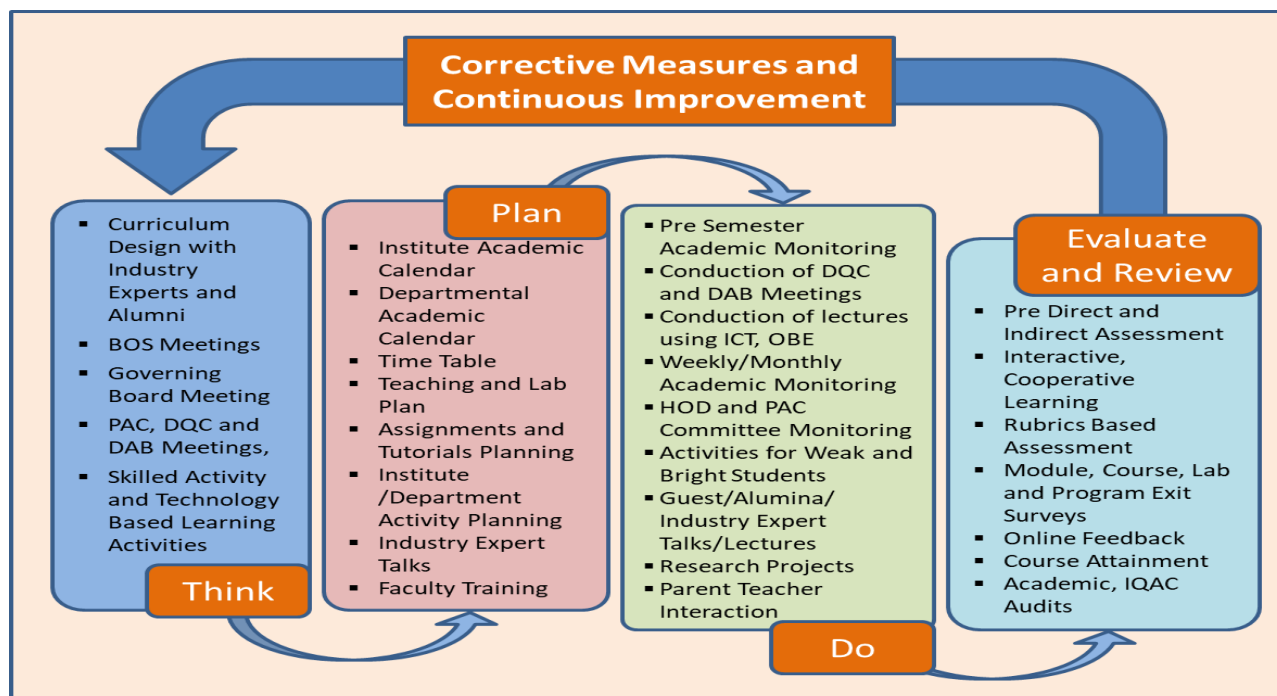 Corrective Measures and
Continuous Improvement
▪ Curriculum
Design with
Industry
Experts and
Alumni
▪ BOS Meetings
▪ Governing
Board Meeting
▪ PAC, DQC and
DAB Meetings,
▪ Skilled Activity
and Technology
Based Learning
Activities
Think
Plan
▪ Institute Academic
Calendar
▪ Departmental
Academic
Calendar
▪ Time Table
▪ Teaching and Lab
Plan
▪ Assignments and
Tutorials Planning
▪ Institute
/Department
Activity Planning
▪ Industry Expert
Talks
▪ Faculty Training
▪ Pre Semester
Academic Monitoring
▪ Conduction of DQC
and DAB Meetings
▪ Conduction of lectures
using ICT, OBE
▪ Weekly/Monthly
Academic Monitoring
▪ HOD and PAC
Committee Monitoring
▪ Activities for Weak and
Bright Students
▪ Guest/Alumina/
Industry Expert
Talks/Lectures
▪ Research Projects
▪ Parent Teacher
Interaction
Do
Evaluate
and Review
▪ Pre Direct and
Indirect Assessment
▪ Interactive,
Cooperative
Learning
▪ Rubrics Based
Assessment
▪ Module, Course, Lab
and Program Exit
Surveys
▪ Online Feedback
▪ Course Attainment
▪ Academic, IQAC
Audits